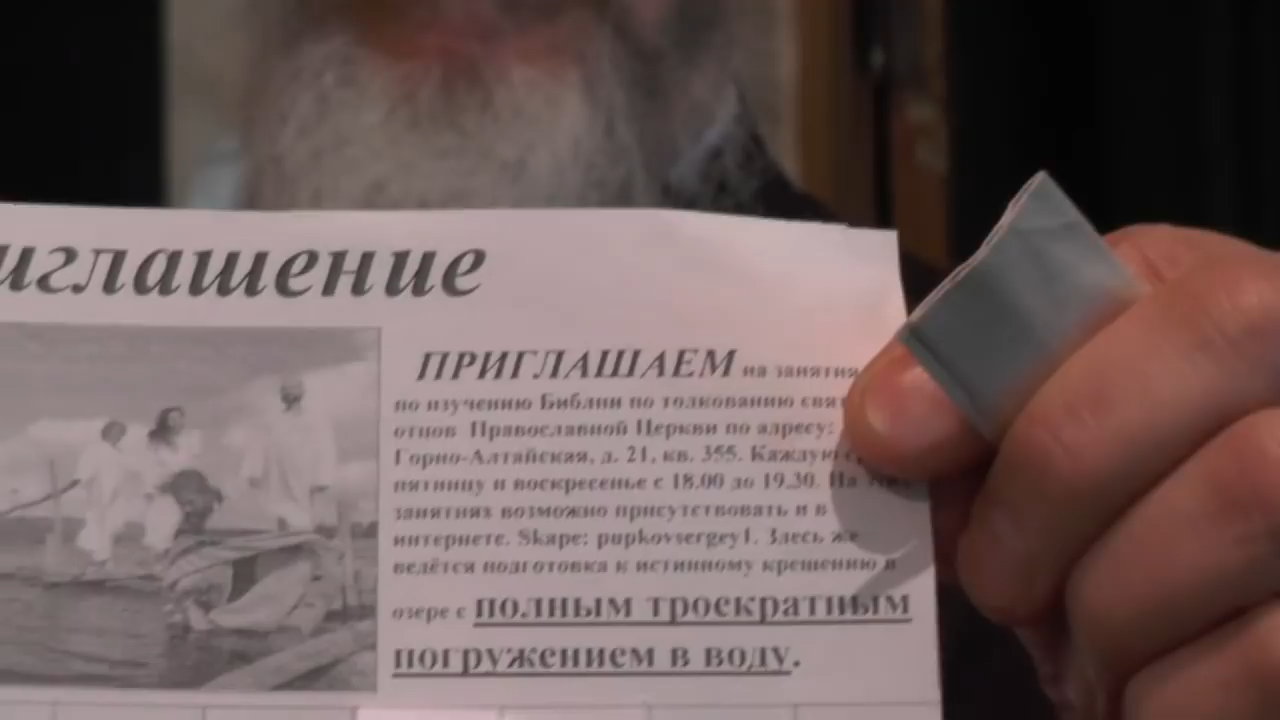 иглашение
ПРИГЛАШАЕМ на занятия
по изучению Библии по толкованию свят
отцов Православной Церкви по адресу:
Горно-Алтайская, д. 21, кв. 355. Каждую
пятницу и воскресенье с 18.00 до 19.30. На
занятиях возможно присутствовать и в
интернете. Skape: pupkovsergey1. Здесь же
ведётся подготовка к истинному крещению в
озере с полным троекратным
погружением в воду.